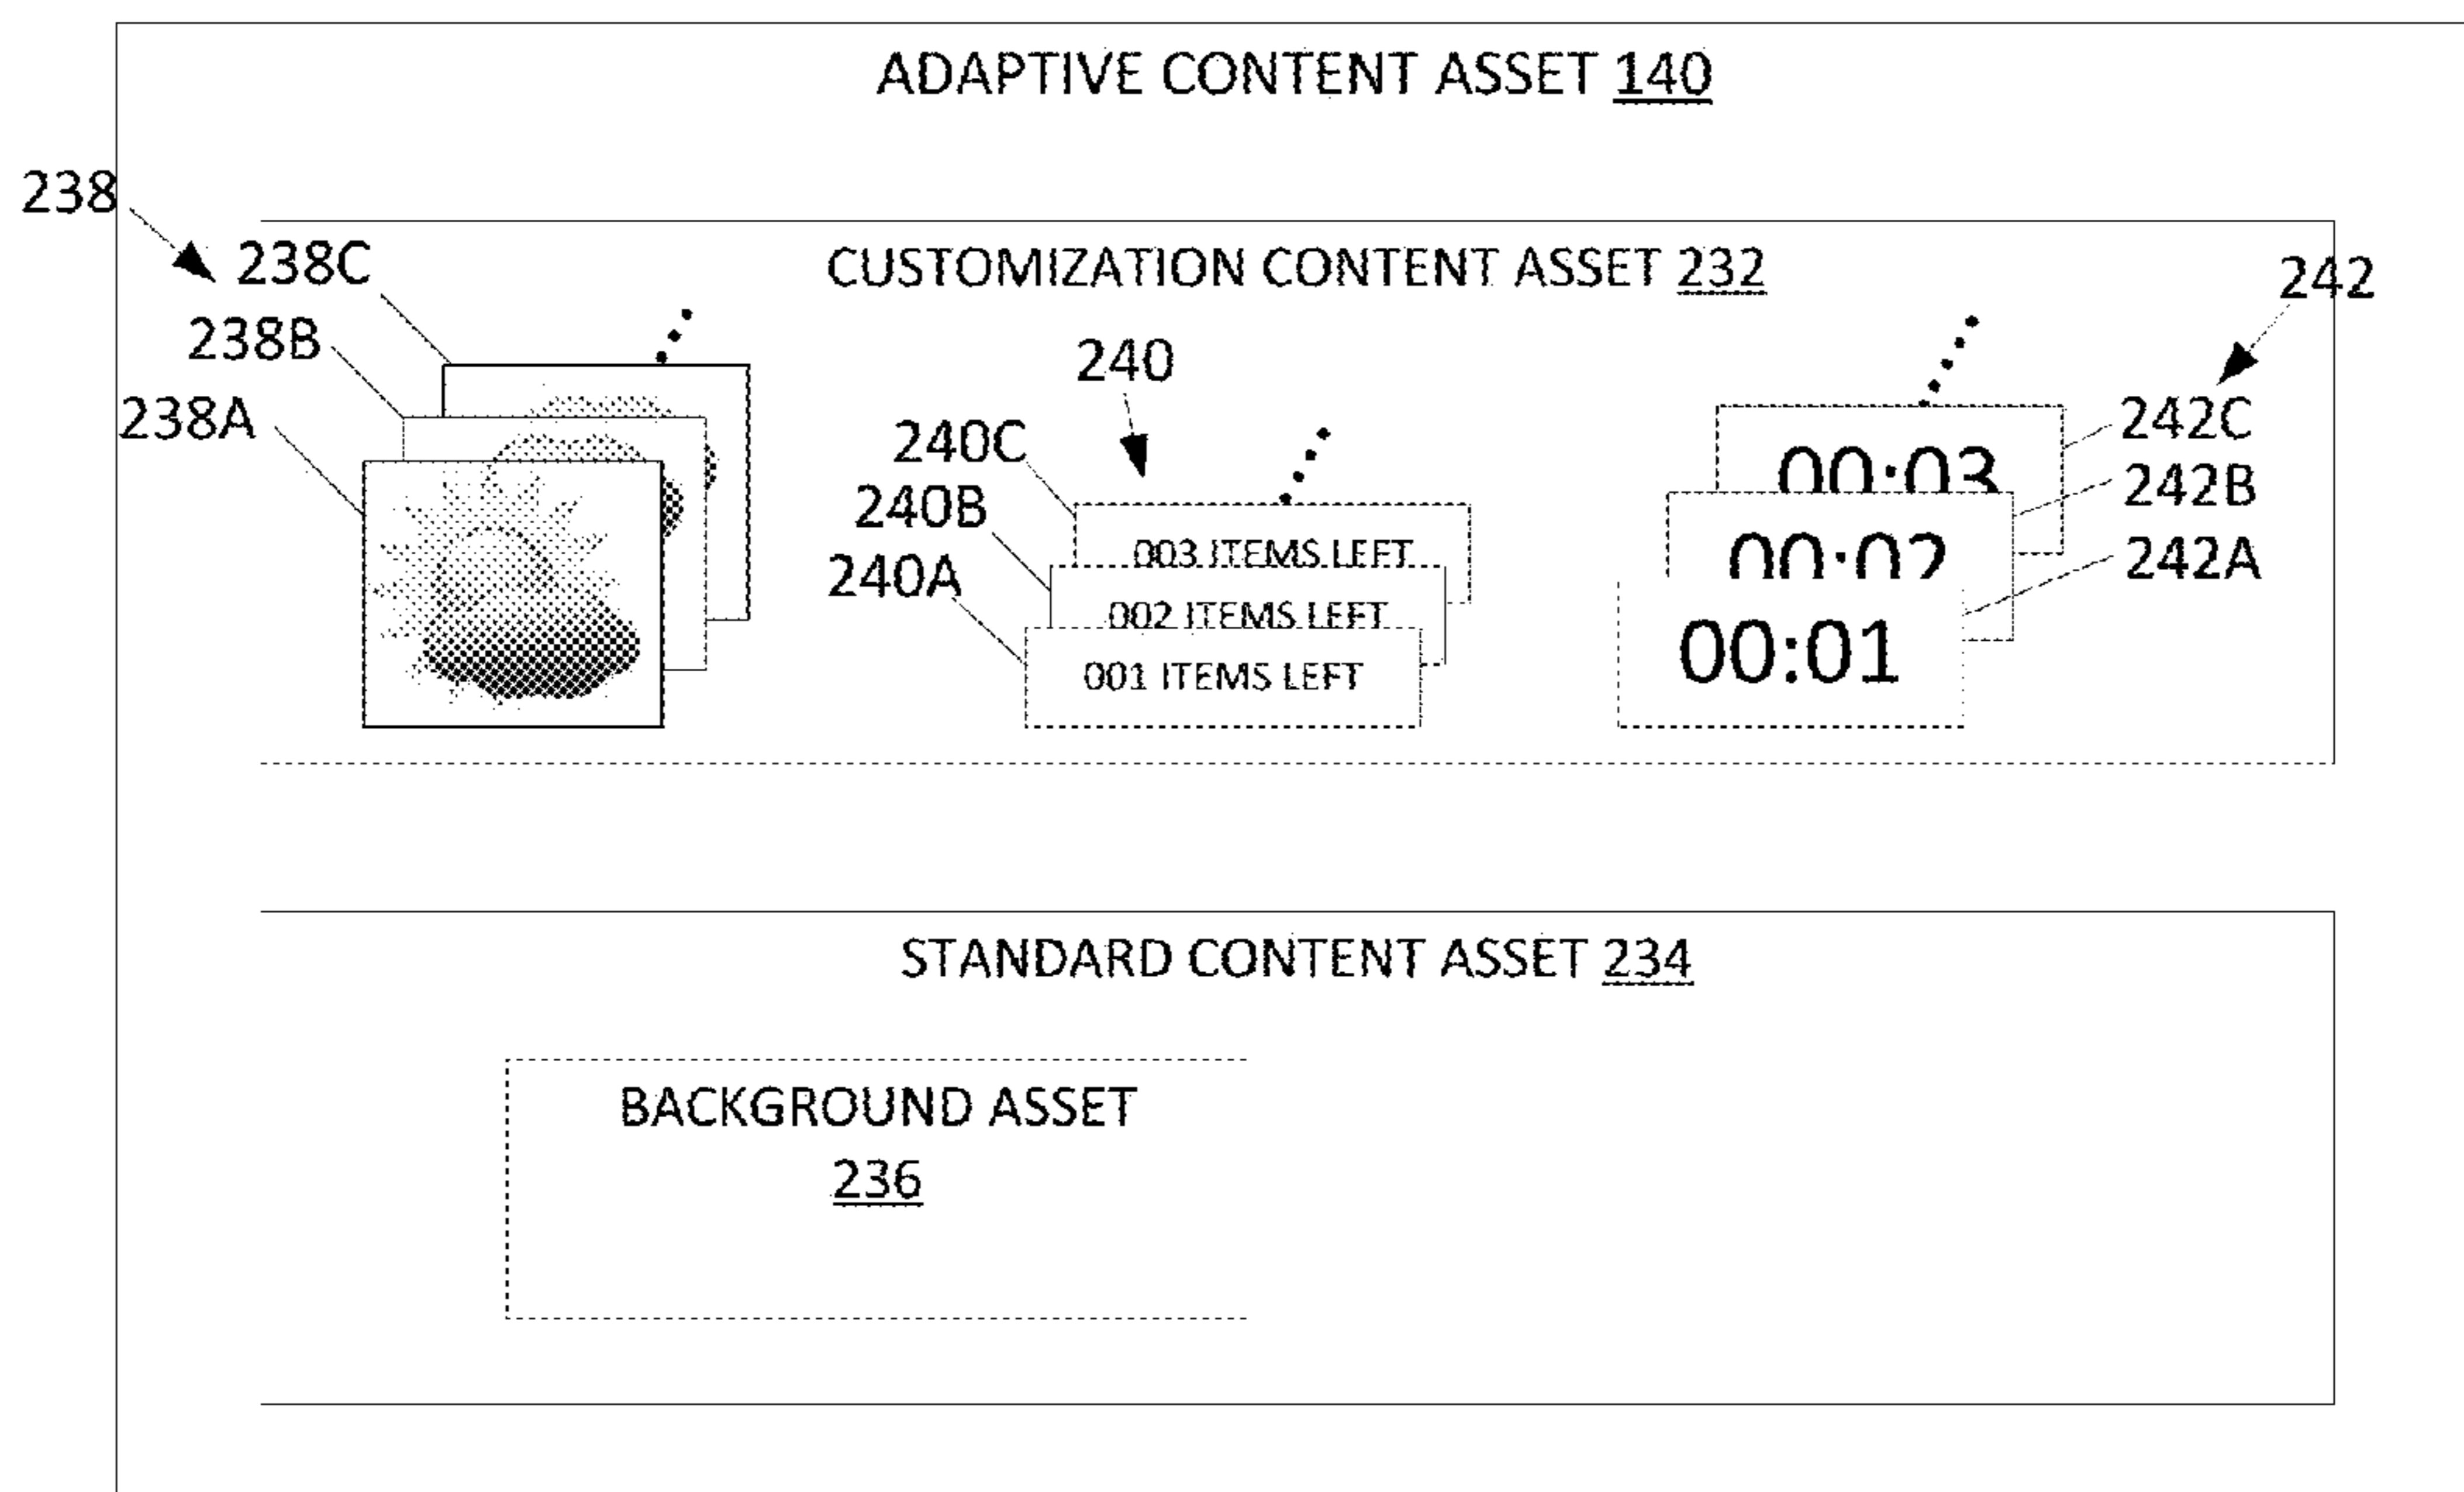 ADAPTIVE CONTENT ASSET 140
238
238C
CUSTOMIZATION CONTENT ASSET 232
242
238B
240
238A
242C
240C
00:03
242B
240B
003 ITEMS LEFT
00:02
242A
240A
002 ITEMS LEFT
00:01
001 ITEMS LEFT
STANDARD CONTENT ASSET 234
BACKGROUND ASSET
236